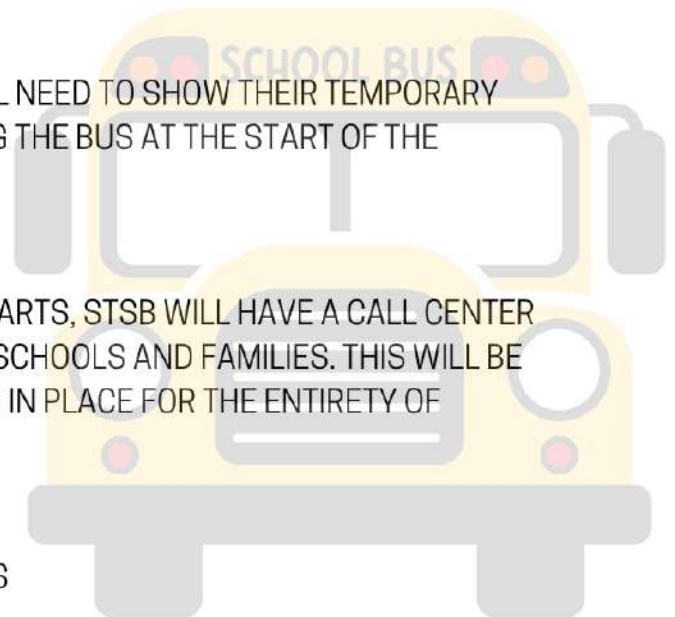 SCHOOL BUS
L NEED TO SHOW THEIR TEMPORARY
G THE BUS AT THE START OF THE
ARTS, STSB WILL HAVE A CALL CENTER
SCHOOLS AND FAMILIES. THIS WILL BE
IN PLACE FOR THE ENTIRETY OF
S